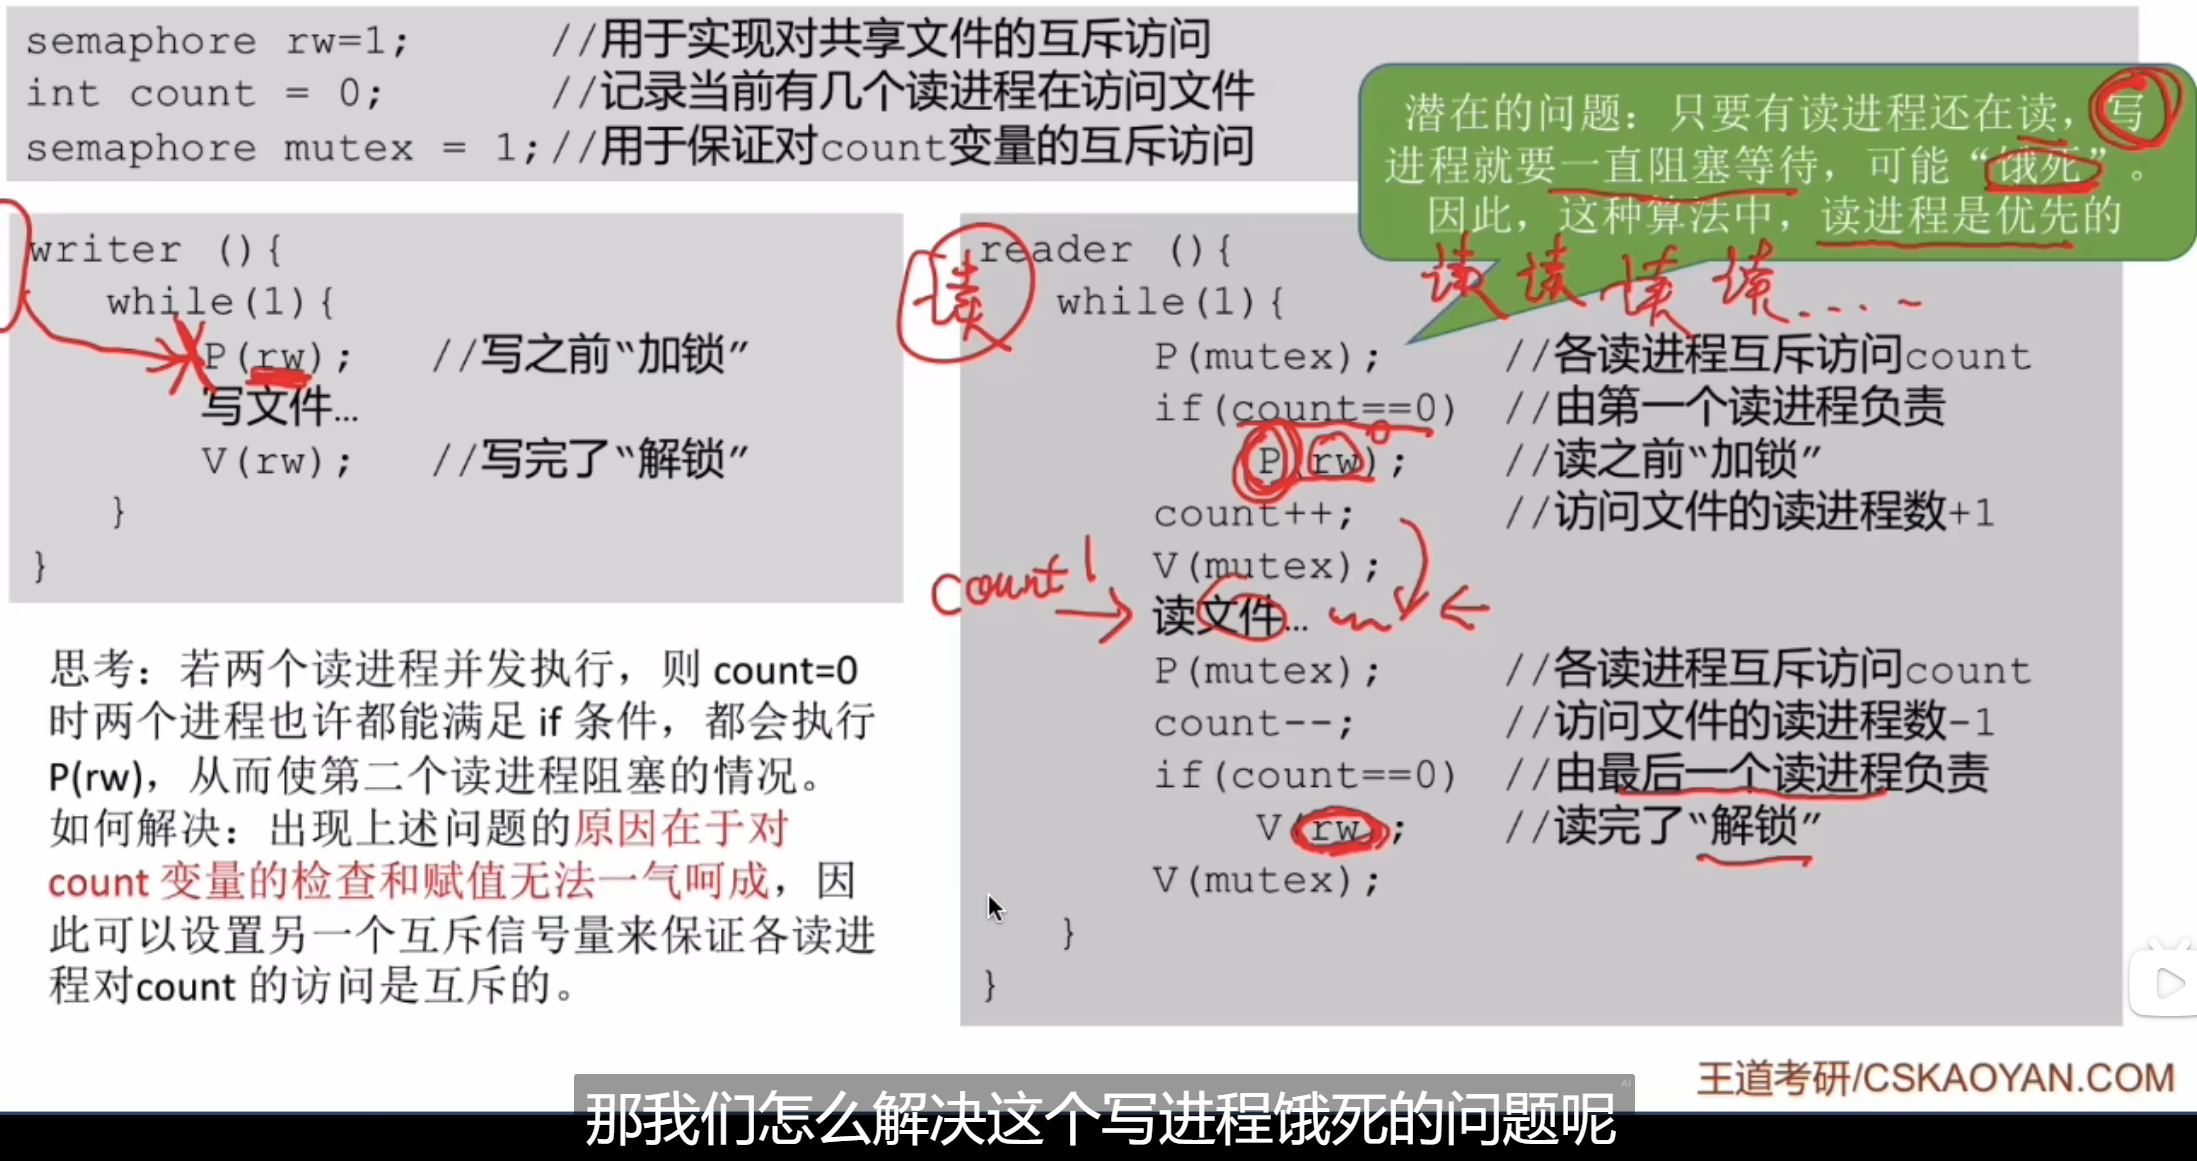 semaphore rw=1;	//用于实现对共享文件的互斥访问
int count = 0;	//记录当前有几个读进程在访问文件
semaphore mutex = 1;//用于保证对count变量的互斥访问
潜在的问题：只要有读进程还在读，写
进程就要一直阻塞等待，可能“饿死”。
因此，这种算法中，读进程是优先的
writer (){
while(1){
P(rw);	//写之前“加锁”
写文件…
V(rw);	//写完了“解锁”
}
}
读
读 读 读 读 ....
reader (){
while(1){
P(mutex);	//各读进程互斥访问count
if(count==0)	//由第一个读进程负责
P(rw);	//读之前“加锁”
count++;	//访问文件的读进程数+1
V(mutex);
count 1
读文件…
P(mutex);	//各读进程互斥访问count
count--;	//访问文件的读进程数-1
if(count==0)	//由最后一个读进程负责
V(rw);	//读完了“解锁”
V(mutex);
}
}
思考：若两个读进程并发执行，则 count=0
时两个进程也许都能满足 if 条件，都会执行
P(rw)，从而使第二个读进程阻塞的情况。
如何解决：出现上述问题的原因在于对
count 变量的检查和赋值无法一气呵成，因
此可以设置另一个互斥信号量来保证各读进
程对count 的访问是互斥的。
王道考研/CSKAOYAN.COM
AI
那我们怎么解决这个写进程饿死的问题呢